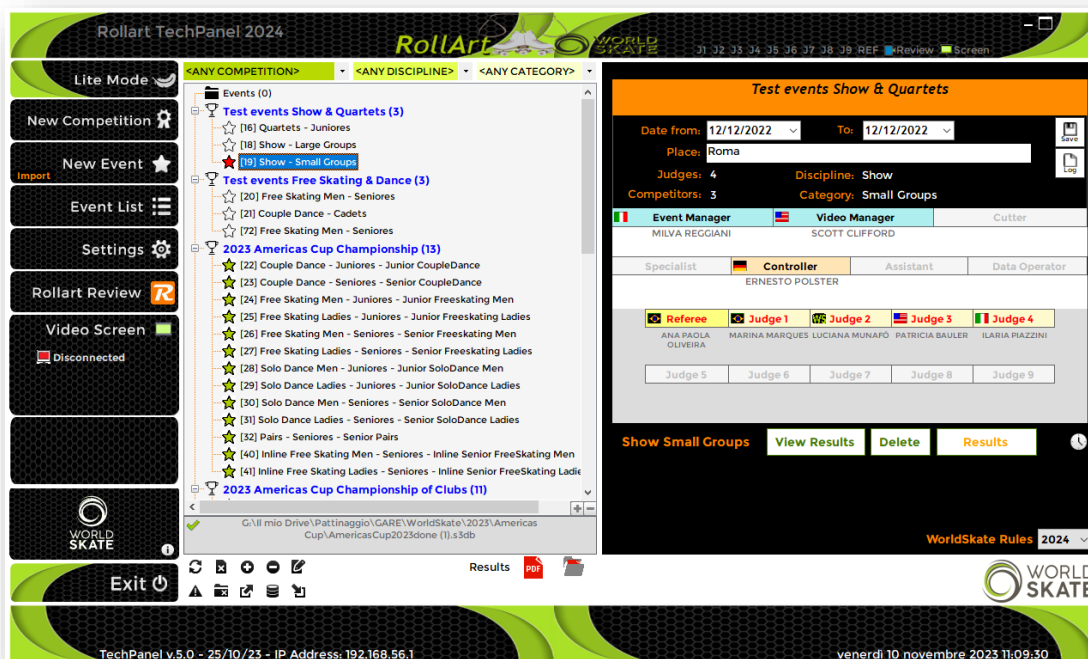 Rollart TechPanel 2024
RollArt
WORLD
SKATE
J1 J2 J3 J4 J5 J6 J7 J8 J9 REF Review Screen
Lite Mode
New Competition
New Event
Import
Event List
Settings
Rollart Review
R
Video Screen
Disconnected
WORLD
SKATE
Exit
<ANY COMPETITION> <ANY DISCIPLINE> <ANY CATEGORY>
Events (0)
Test events Show & Quartets (3)
[16] Quartets - Juniores
[18] Show - Large Groups
[19] Show - Small Groups
Test events Free Skating & Dance (3)
[20] Free Skating Men - Seniores
[21] Couple Dance - Cadets
[72] Free Skating Men - Seniores
2023 Americas Cup Championship (13)
[22] Couple Dance - Juniores - Junior CoupleDance
[23] Couple Dance - Seniores - Senior CoupleDance
[24] Free Skating Men - Juniores - Junior Freeskating Men
[25] Free Skating Ladies - Juniores - Junior Freeskating Ladies
[26] Free Skating Men - Seniores - Senior Freeskating Men
[27] Free Skating Ladies - Seniores - Senior Freeskating Ladies
[28] Solo Dance Men - Juniores - Junior SoloDance Men
[29] Solo Dance Ladies - Juniores - Junior SoloDance Ladies
[30] Solo Dance Men - Seniores - Senior SoloDance Men
[31] Solo Dance Ladies - Seniores - Senior SoloDance Ladies
[32] Pairs - Seniores - Senior Pairs
[40] Inline Free Skating Men - Seniores - Inline Senior FreeSkating Men
[41] Inline Free Skating Ladies - Seniores - Inline Senior FreeSkating Ladie
2023 Americas Cup Championship of Clubs (11)
G:\Il mio Drive\Pattinaggio\GARE\WorldSkate\2023\Americas
Cup\AmericasCup2023done (1).s3db
Results PDF
Test events Show & Quartets
Date from: 12/12/2022 To: 12/12/2022
Save
Place: Roma
Log
Judges: 4 Discipline: Show
Competitors: 3 Category: Small Groups
Event Manager Video Manager Cutter
MILVA REGGIANI SCOTT CLIFFORD
Specialist Controller Assistant Data Operator
ERNESTO POLSTER
Referee Judge 1 Judge 2 Judge 3 Judge 4
ANA PAOLA OLIVEIRA MARINA MARQUES LUCIANA MUNAFÓ PATRICIA BAULER ILARIA PIAZZINI
Judge 5 Judge 6 Judge 7 Judge 8 Judge 9
Show Small Groups View Results Delete Results
WorldSkate Rules 2024
WORLD
SKATE
TechPanel v.5.0 - 25/10/23 - IP Address: 192.168.56.1
venerdì 10 novembre 2023 11:09:30